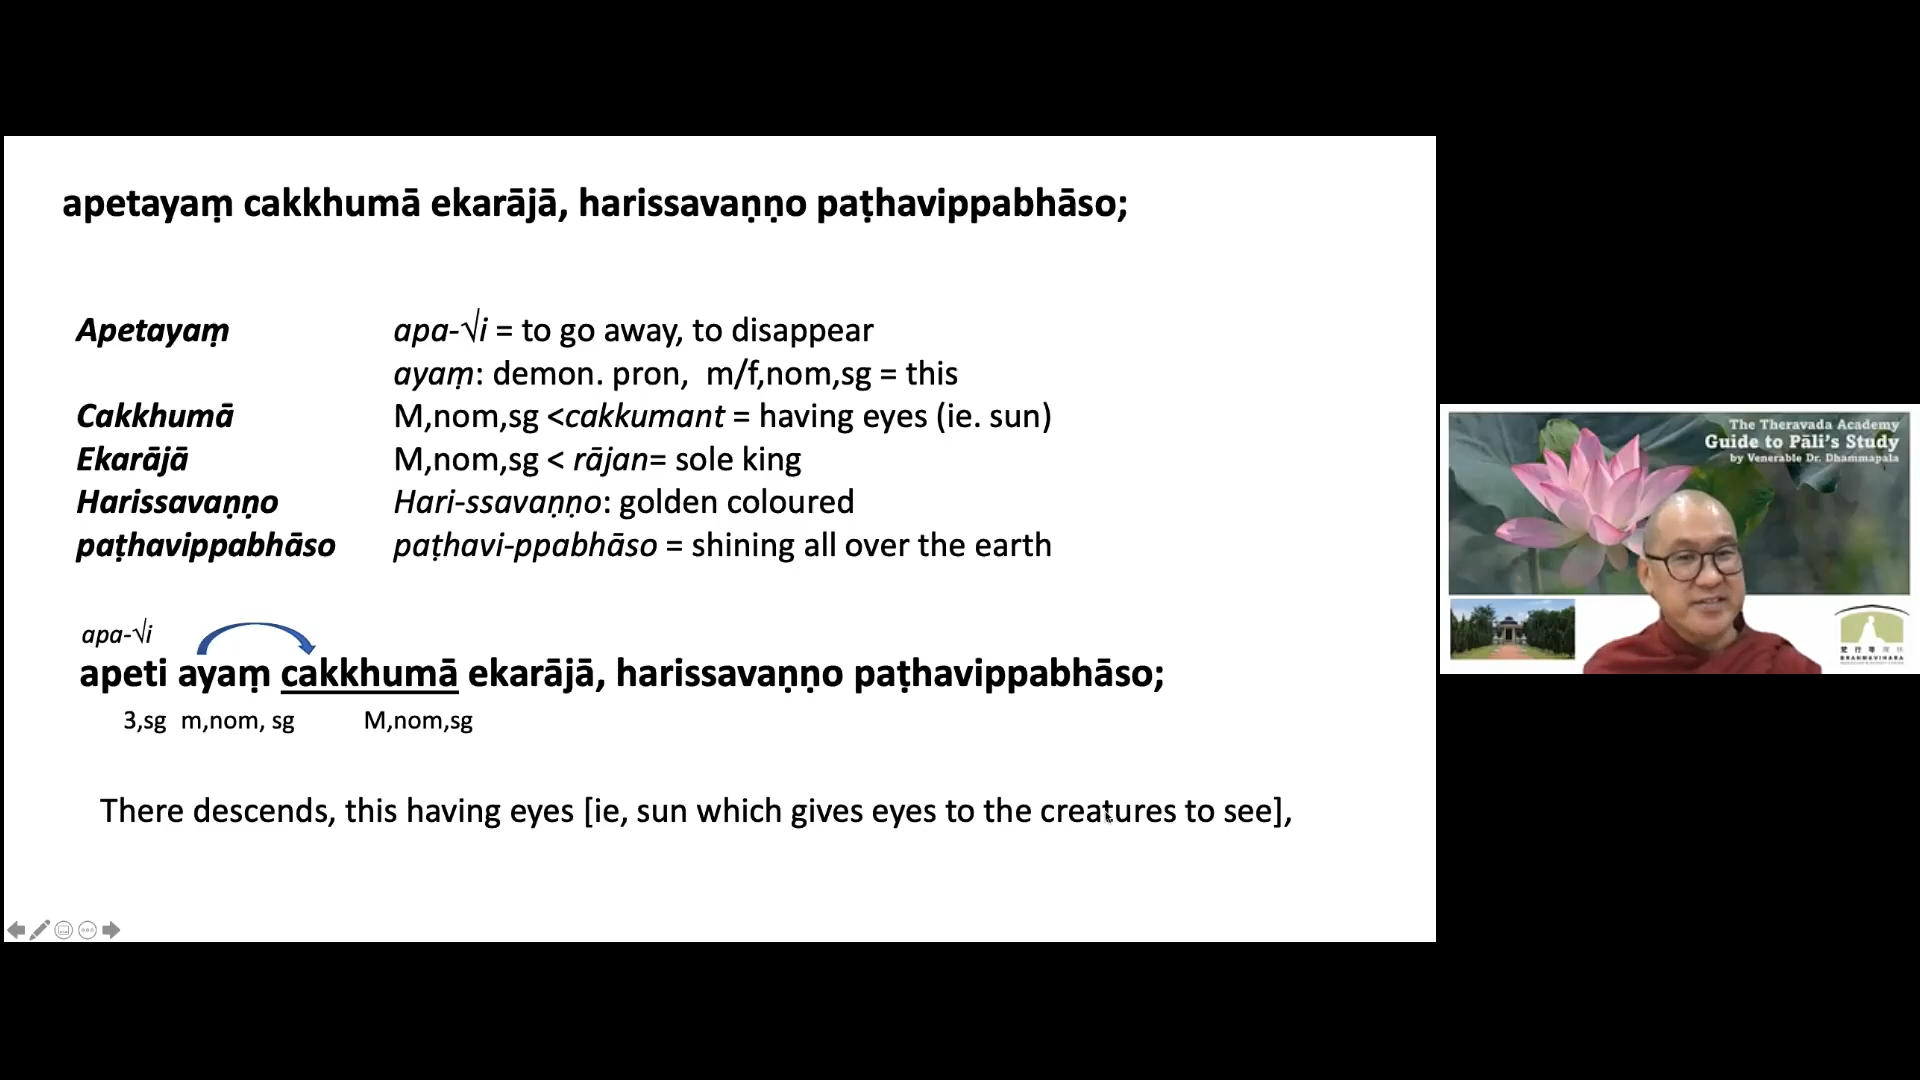 apetayaṃ cakkhumā ekarājā, harissavaṇṇo paṭhavippabhāso;
Apetayaṃ apa-√i = to go away, to disappear
ayaṃ: demon. pron, m/f,nom,sg = this
Cakkhumā M,nom,sg <cakkumant = having eyes (ie. sun)
Ekarājā M,nom,sg < rājan= sole king
Harissavaṇṇo Hari-ssavaṇṇo: golden coloured
paṭhavippabhāso paṭhavi-ppabhāso = shining all over the earth
apa-√i
apeti ayaṃ cakkhumā ekarājā, harissavaṇṇo paṭhavippabhāso;
3,sg m,nom, sg M,nom,sg
There descends, this having eyes [ie, sun which gives eyes to the creatures to see],
The Theravada Academy
Guide to Pāli's Study
by Venerable Dr. Dhammapala
BRAHMAVIHARA